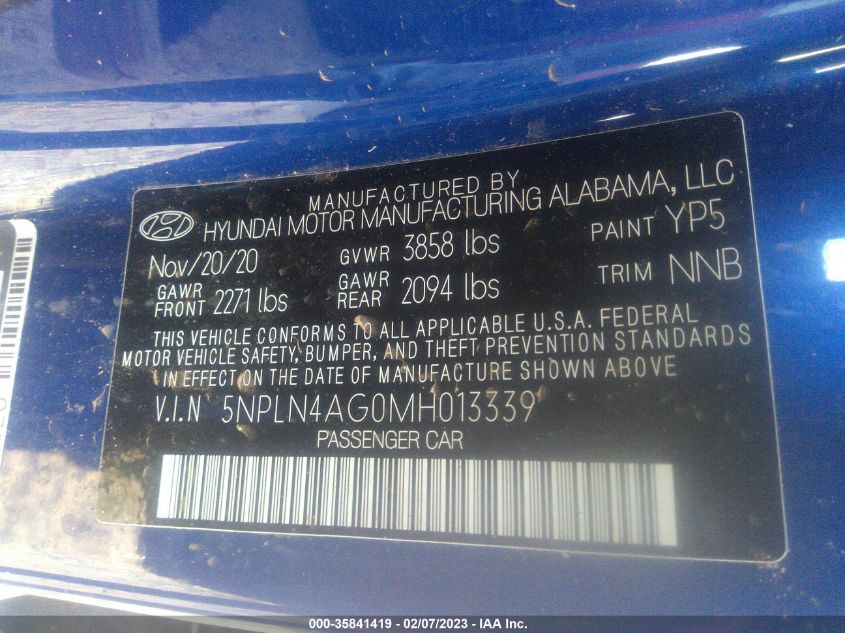 MANUFACTURED BY
HYUNDAI MOTOR MANUFACTURING ALABAMA, LLC
Nov/20/20 GVWR 3858 lbs PAINT YP5
GAWR FRONT 2271 lbs GAWR REAR 2094 lbs TRIM NNB
THIS VEHICLE CONFORMS TO ALL APPLICABLE U.S.A. FEDERAL
MOTOR VEHICLE SAFETY, BUMPER, AND THEFT PREVENTION STANDARDS
IN EFFECT ON THE DATE OF MANUFACTURE SHOWN ABOVE
V.I.N 5NPLN4AG0MH013339
PASSENGER CAR
000-35841419 — 02/07/2023 — IAA Inc.